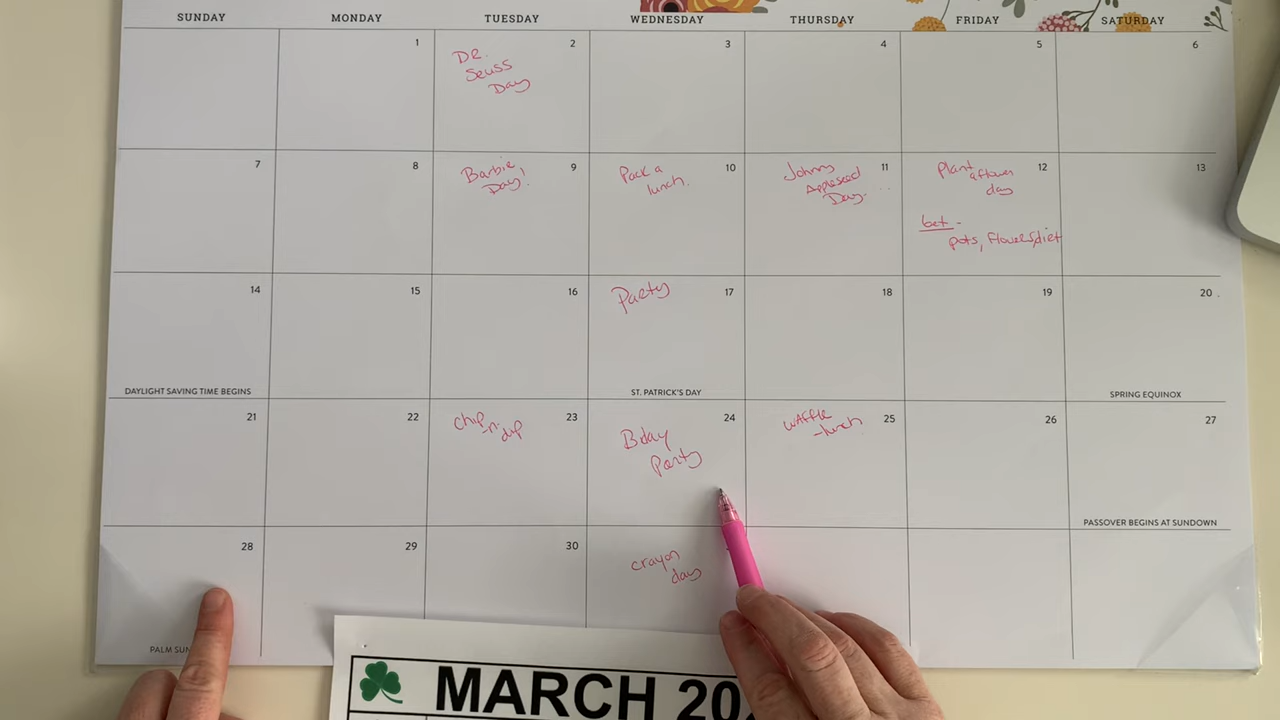 SUNDAY MONDAY TUESDAY WEDNESDAY THURSDAY FRIDAY SATURDAY
1 2 3 4 5 6
Dr.
Seuss
Day
7 8 9 10 11 12 13
Barbie
Day!
Pack a
lunch.
Johnny
Appleseed
Day.
Plant
a flower
day
get -
pots, flowers/dirt
14 15 16 17 18 19 20
Party
DAYLIGHT SAVING TIME BEGINS
ST. PATRICK'S DAY
SPRING EQUINOX
21 22 23 24 25 26 27
chip
-n-
dip
Bday
Party
waffle
-lunch
PASSOVER BEGINS AT SUNDOWN
28 29 30
crayon
day
PALM SUN
MARCH 202